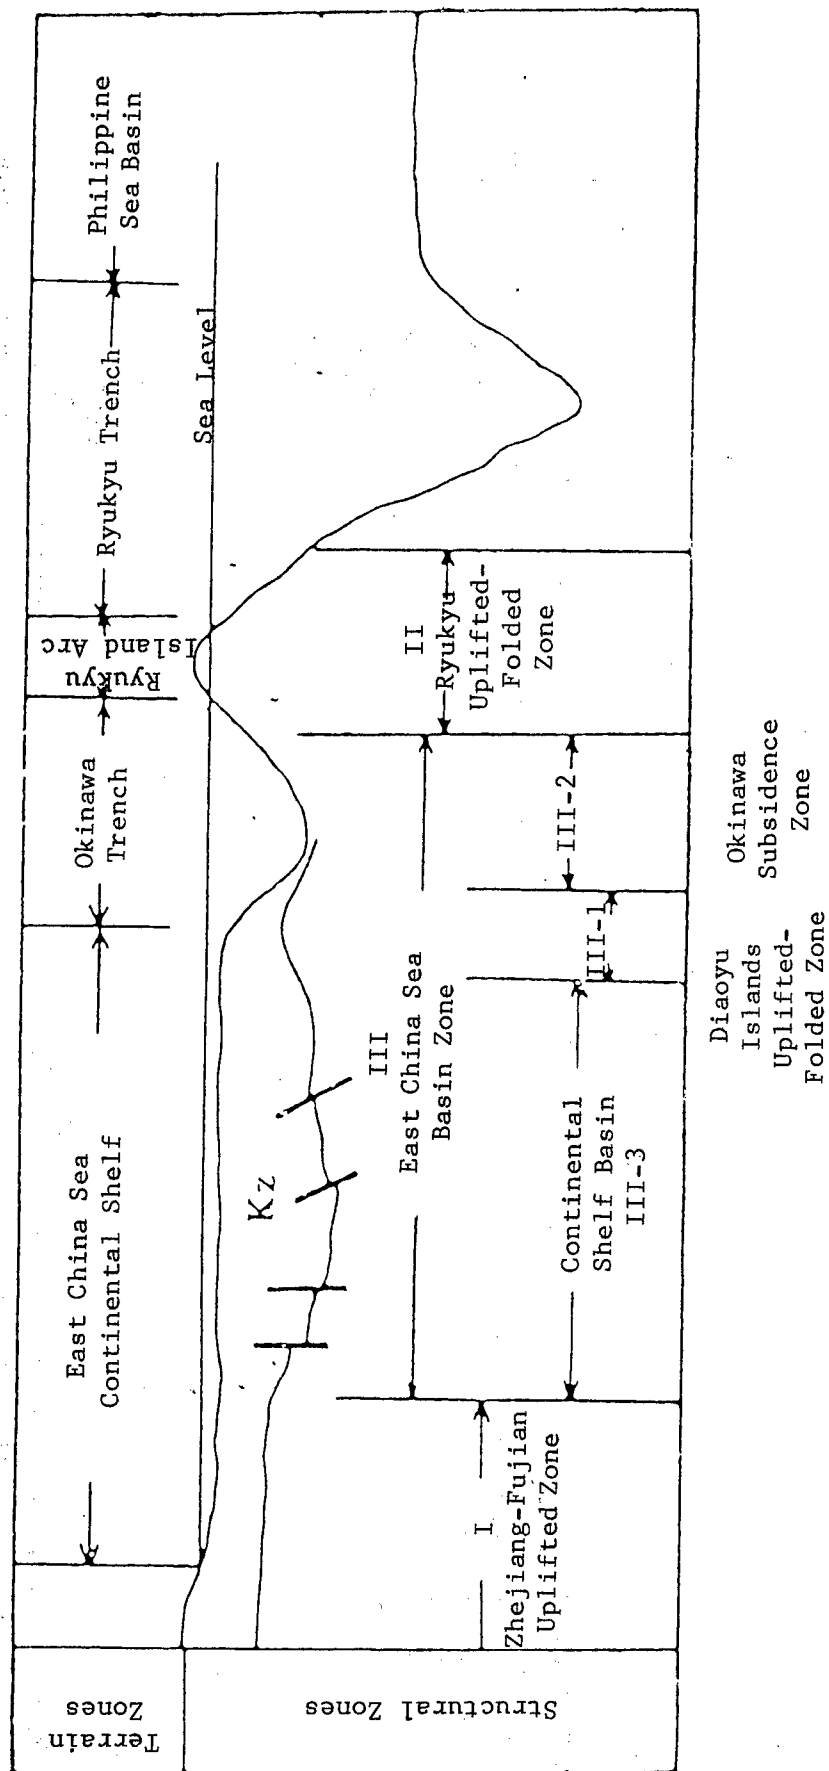 Terrain
Zones
East China Sea
Continental Shelf
Okinawa
Trench
Ryukyu
Island Arc
Ryukyu Trench
Philippine
Sea Basin
Structural Zones
Sea Level
Kz
I
Zhejiang-Fujian
Uplifted Zone
III
East China Sea
Basin Zone
Continental
Shelf Basin
III-3
III-1
III-2
II
Ryukyu
Uplifted-
Folded
Zone
Diaoyu
Islands
Uplifted-
Folded Zone
Okinawa
Subsidence
Zone